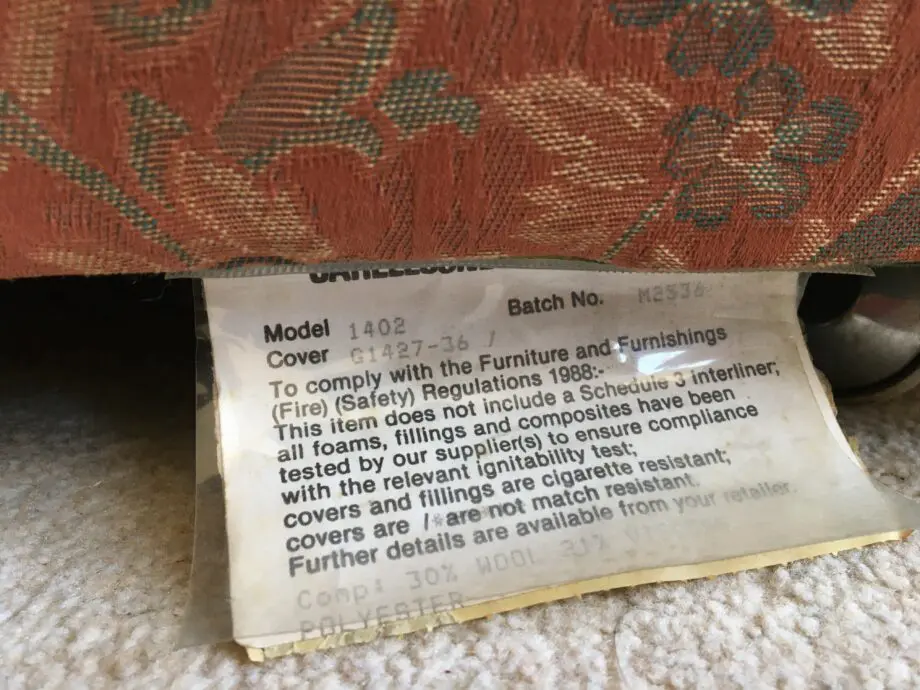 Batch No. M2536
Model 1402
Cover G1427-36 /
To comply with the Furniture and Furnishings
(Fire) (Safety) Regulations 1988:-
This item does not include a Schedule 3 Interliner;
all foams, fillings and composites have been
tested by our supplier(s) to ensure compliance
with the relevant ignitability test;
covers and fillings are cigarette resistant;
covers are /*are*not match resistant.
Further details are available from your retailer.
Comp: 30% WOOL 21%
POLYESTER